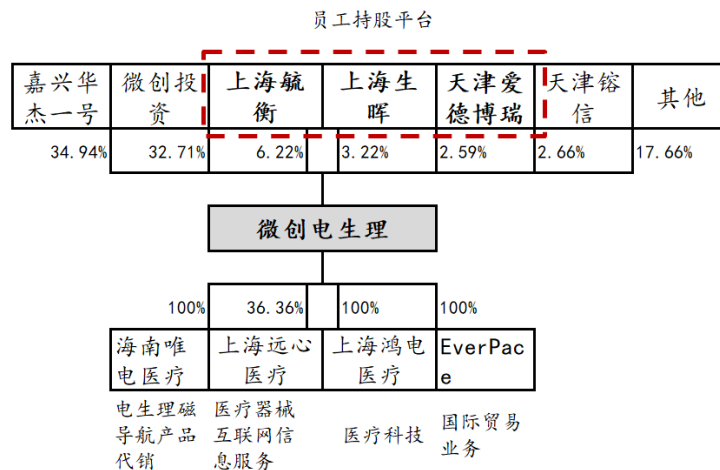 员工持股平台
嘉兴华 微创投 上海毓 上海生 天津爱 天津镕 其他
杰一号 资 衡 晖 德博瑞 信
34.94% 32.71% 6.22% 3.22% 2.59% 2.66% 17.66%
微创电生理
100% 36.36% 100% 100%
海南唯 上海远心 上海鸿电 EverPac
电医疗 医疗 医疗 e
电生理磁 医疗器械 医疗科技 国际贸易
导航产品 互联网信 业务
代销 息服务